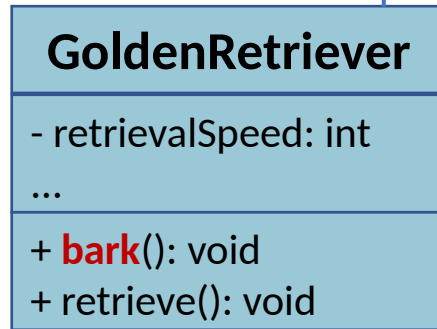 GoldenRetriever
- retrievalSpeed: int
...
+ bark(): void
+ retrieve(): void